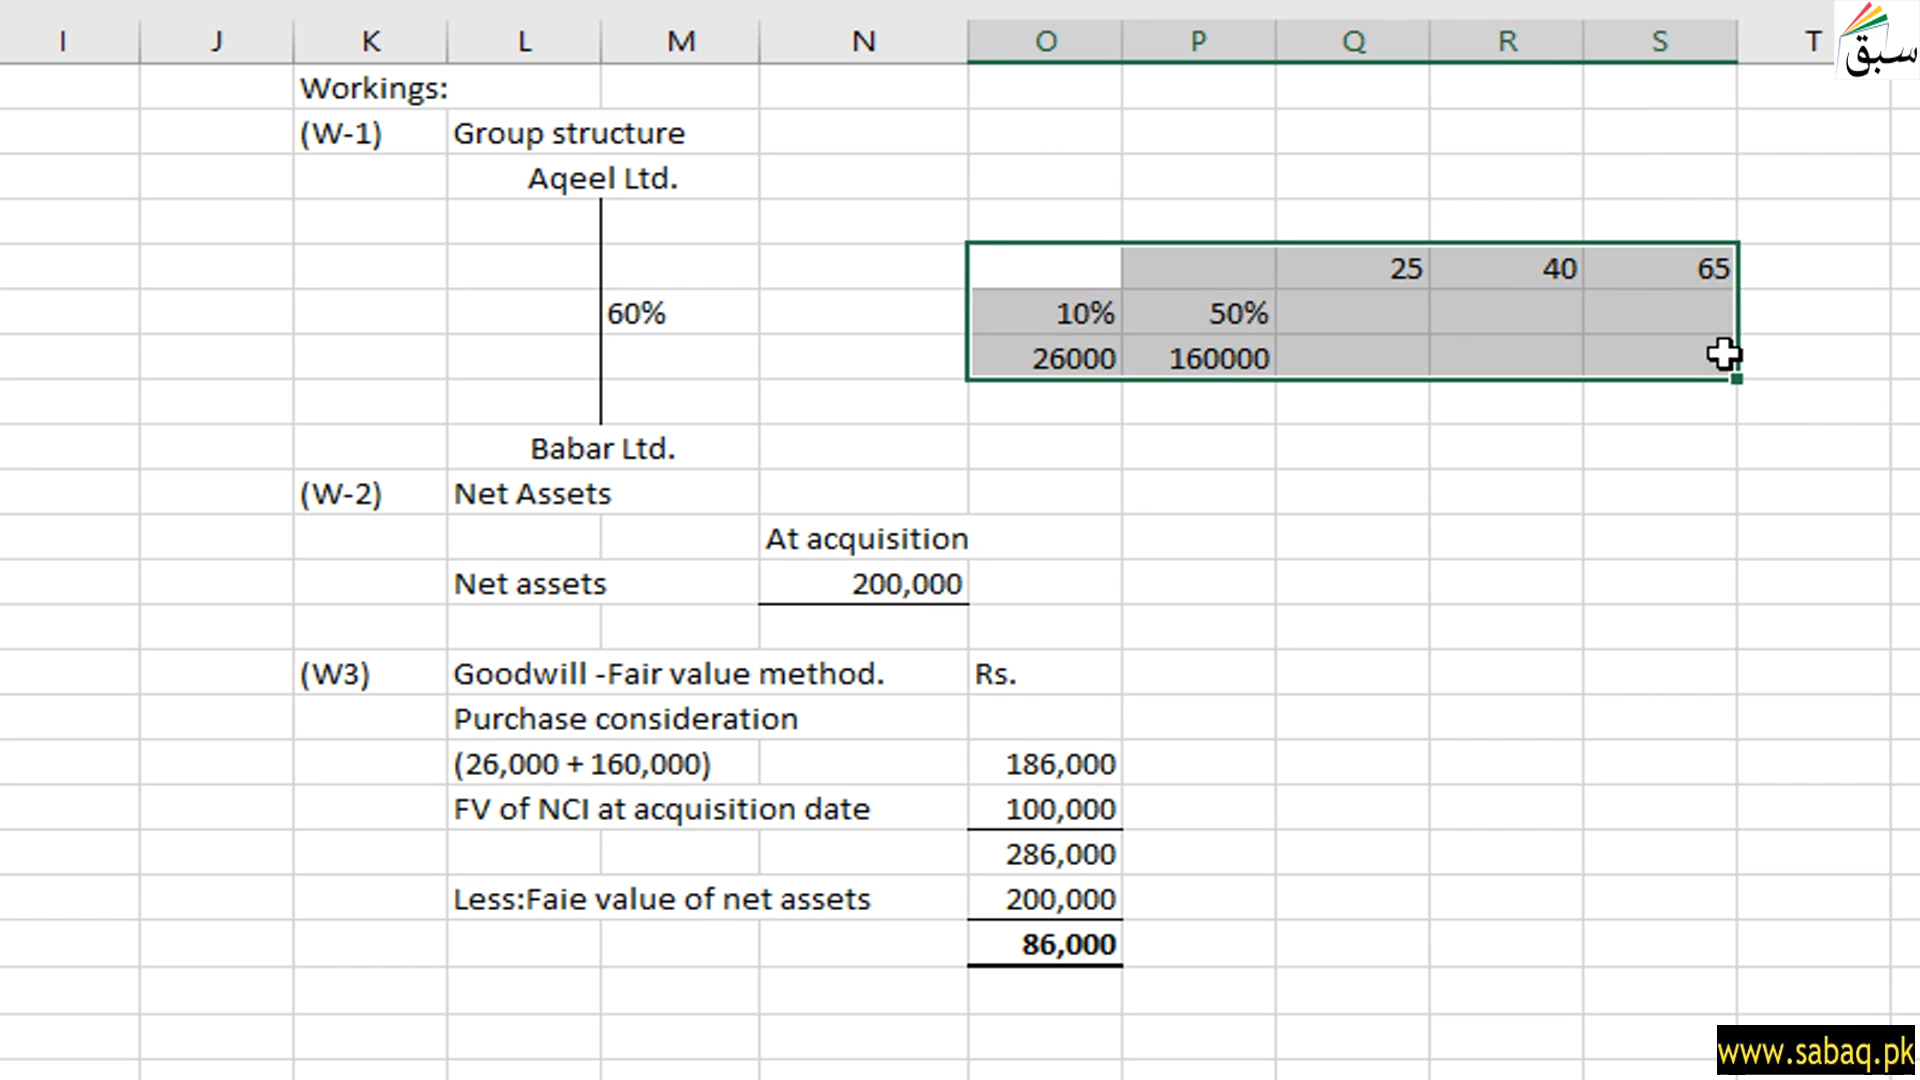 I J K L M N O P Q R S T
سبق
Workings:
(W-1) Group structure
Aqeel Ltd.
25 40 65
60% 10% 50%
26000 160000
Babar Ltd.
(W-2) Net Assets
At acquisition
Net assets 200,000
(W3) Goodwill -Fair value method. Rs.
Purchase consideration
(26,000 + 160,000) 186,000
FV of NCI at acquisition date 100,000
286,000
Less:Faie value of net assets 200,000
86,000
www.sabaq.pk